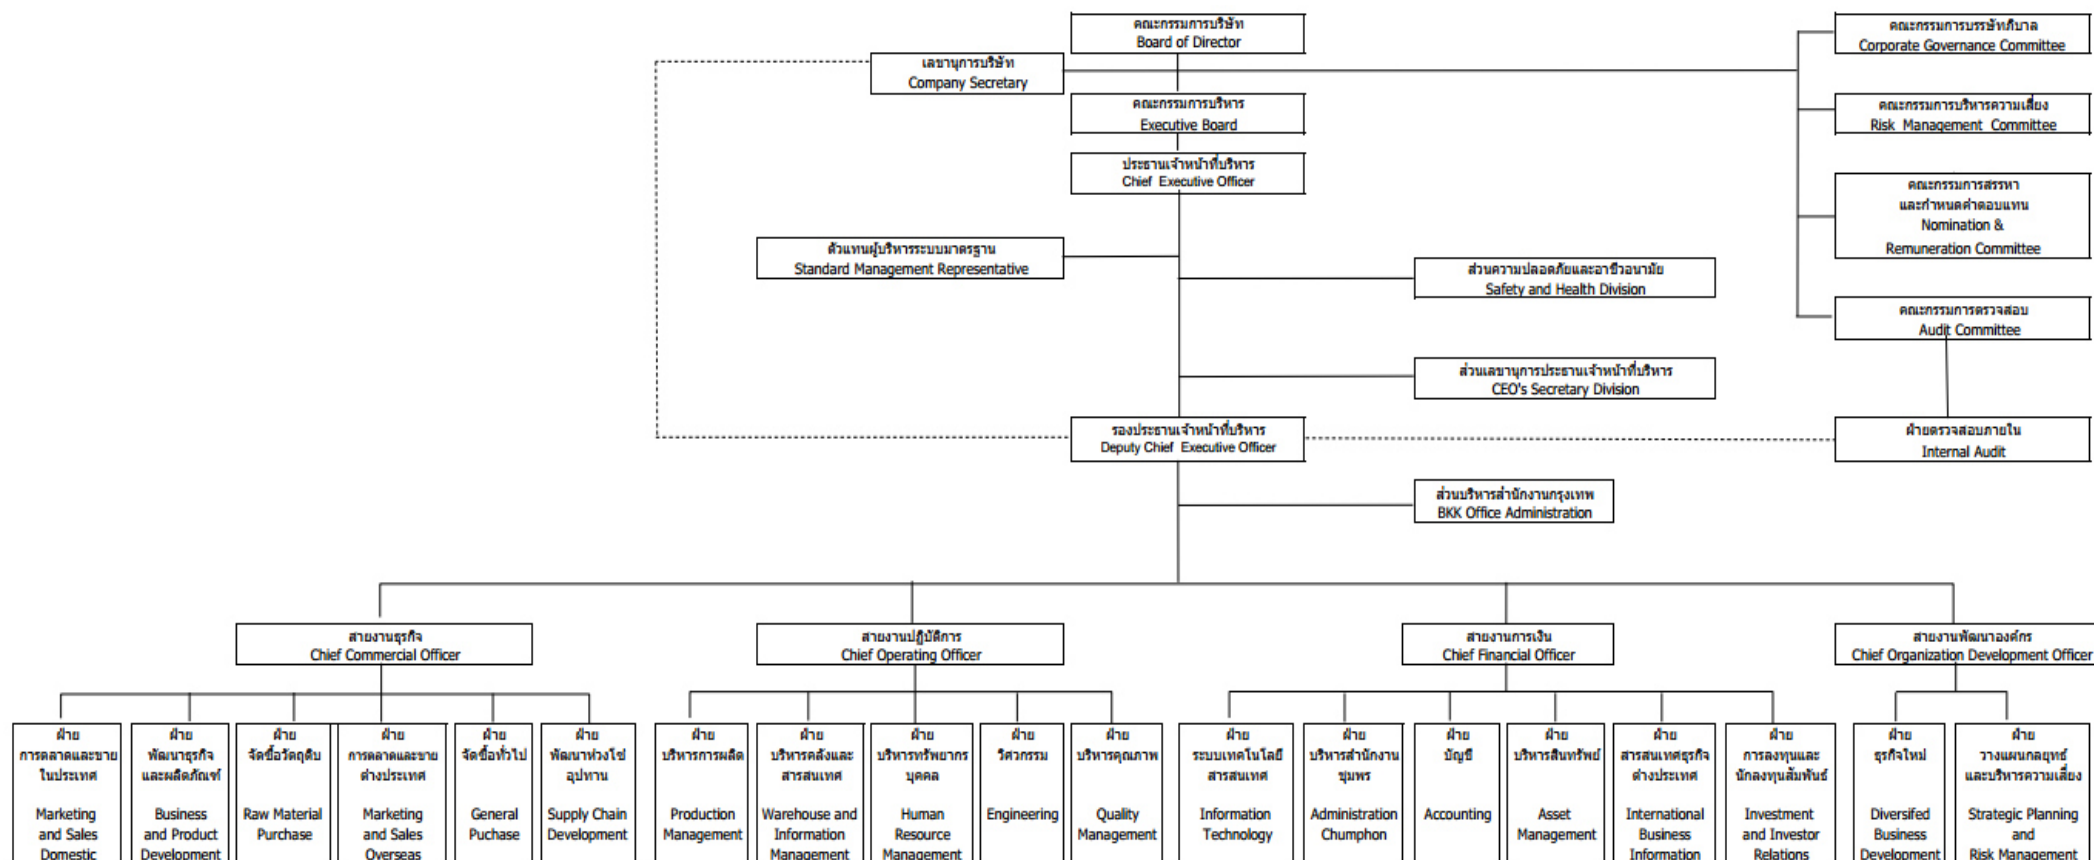 คณะกรรมการบริษัท
Board of Director
คณะกรรมการบรรษัทภิบาล
Corporate Governance Committee
เลขานุการบริษัท
Company Secretary
คณะกรรมการบริหาร
Executive Board
คณะกรรมการบริหารความเสี่ยง
Risk Management Committee
ประธานเจ้าหน้าที่บริหาร
Chief Executive Officer
คณะกรรมการสรรหา
และกำหนดค่าตอบแทน
Nomination &
Remuneration Committee
ตัวแทนผู้บริหารระบบมาตรฐาน
Standard Management Representative
ส่วนความปลอดภัยและอาชีวอนามัย
Safety and Health Division
คณะกรรมการตรวจสอบ
Audit Committee
ส่วนเลขานุการประธานเจ้าหน้าที่บริหาร
CEO's Secretary Division
รองประธานเจ้าหน้าที่บริหาร
Deputy Chief Executive Officer
ฝ่ายตรวจสอบภายใน
Internal Audit
ส่วนบริหารสำนักงานกรุงเทพ
BKK Office Administration
สายงานธุรกิจ
Chief Commercial Officer
สายงานปฏิบัติการ
Chief Operating Officer
สายงานการเงิน
Chief Financial Officer
สายงานพัฒนาองค์กร
Chief Organization Development Officer
ฝ่าย
การตลาดและขาย
ในประเทศ
Marketing
and Sales
Domestic
ฝ่าย
พัฒนาธุรกิจ
และผลิตภัณฑ์
Business
and Product
Development
ฝ่าย
จัดซื้อวัตถุดิบ
Raw Material
Purchase
ฝ่าย
การตลาดและขาย
ต่างประเทศ
Marketing
and Sales
Overseas
ฝ่าย
จัดซื้อทั่วไป
General
Puchase
ฝ่าย
พัฒนาห่วงโซ่
อุปทาน
Supply Chain
Development
ฝ่าย
บริหารการผลิต
Production
Management
ฝ่าย
บริหารคลังและ
สารสนเทศ
Warehouse and
Information
Management
ฝ่าย
บริหารทรัพยากร
บุคคล
Human
Resource
Management
ฝ่าย
วิศวกรรม
Engineering
ฝ่าย
บริหารคุณภาพ
Quality
Management
ฝ่าย
ระบบเทคโนโลยี
สารสนเทศ
Information
Technology
ฝ่าย
บริหารสำนักงาน
ชุมพร
Administration
Chumphon
ฝ่าย
บัญชี
Accounting
ฝ่าย
บริหารสินทรัพย์
Asset
Management
ฝ่าย
สารสนเทศธุรกิจ
ต่างประเทศ
International
Business
Information
ฝ่าย
การลงทุนและ
นักลงทุนสัมพันธ์
Investment
and Investor
Relations
ฝ่าย
ธุรกิจใหม่
Diversifed
Business
Development
ฝ่าย
วางแผนกลยุทธ์
และบริหารความเสี่ยง
Strategic Planning
and
Risk Management